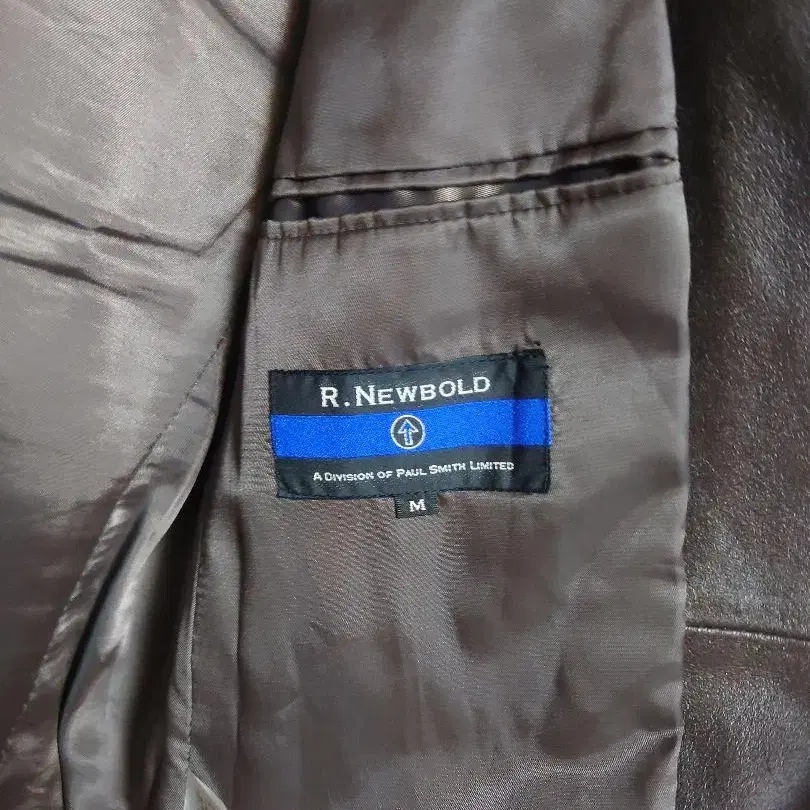 R. NEWBOLD
A DIVISION OF PAUL SMITH LIMITED
M